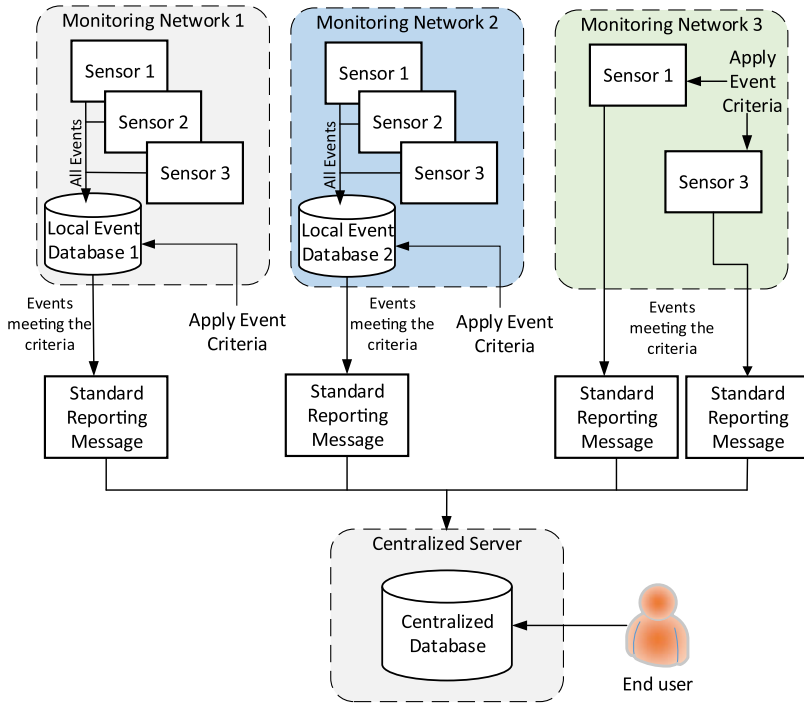 Monitoring Network 1
Sensor 1
Sensor 2
Sensor 3
All Events
Local Event
Database 1
Events
meeting the
criteria
Apply Event
Criteria
Standard
Reporting
Message
Monitoring Network 2
Sensor 1
Sensor 2
Sensor 3
All Events
Local Event
Database 2
Events
meeting the
criteria
Apply Event
Criteria
Standard
Reporting
Message
Monitoring Network 3
Sensor 1
Apply
Event
Criteria
Sensor 3
Events
meeting the
criteria
Standard
Reporting
Message
Standard
Reporting
Message
Centralized Server
Centralized
Database
End user